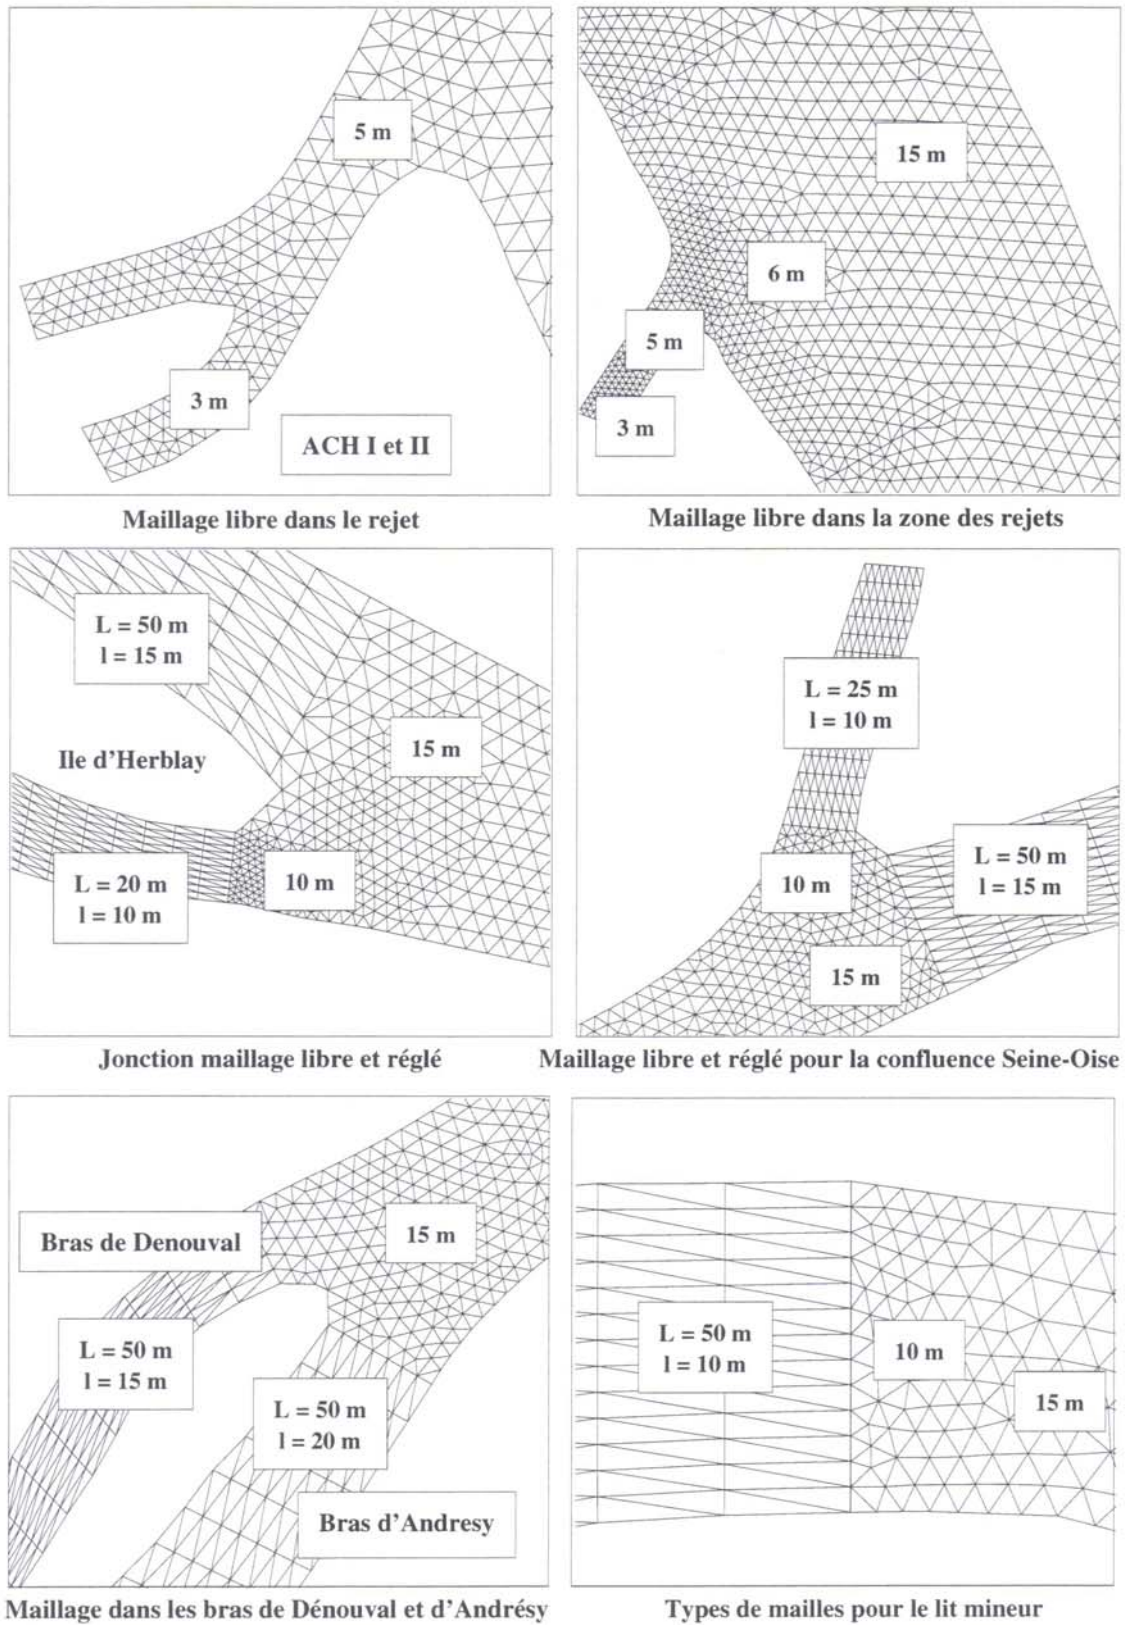 5 m
3 m
ACH I et II
Maillage libre dans le rejet
15 m
6 m
5 m
3 m
Maillage libre dans la zone des rejets
L = 50 m
l = 15 m
15 m
Ile d'Herblay
L = 20 m
l = 10 m
10 m
Jonction maillage libre et réglé
L = 25 m
l = 10 m
L = 50 m
l = 15 m
10 m
15 m
Maillage libre et réglé pour la confluence Seine-Oise
Bras de Denouval
15 m
L = 50 m
l = 15 m
L = 50 m
l = 20 m
Bras d'Andresy
Maillage dans les bras de Dénouval et d'Andrésy
L = 50 m
l = 10 m
10 m
15 m
Types de mailles pour le lit mineur